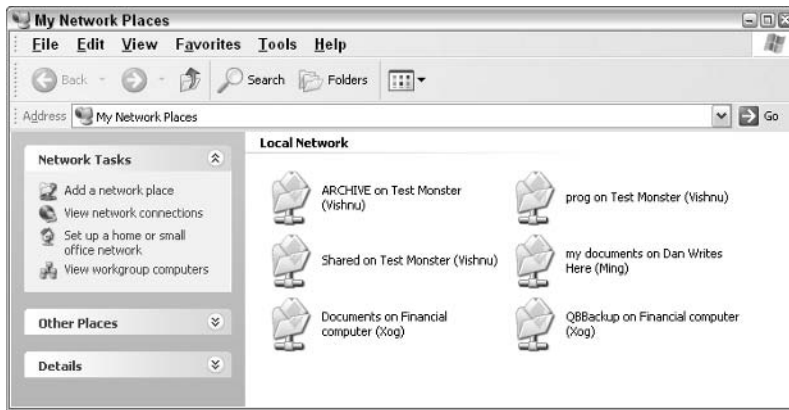 My Network Places
File Edit View Favorites Tools Help
Back Search Folders
Address My Network Places Go
Network Tasks
Add a network place
View network connections
Set up a home or small
office network
View workgroup computers
Other Places
Details
Local Network
ARCHIVE on Test Monster
(Vishnu)
prog on Test Monster (Vishnu)
Shared on Test Monster (Vishnu)
my documents on Dan Writes
Here (Ming)
Documents on Financial
computer (Xog)
QBBackup on Financial computer
(Xog)